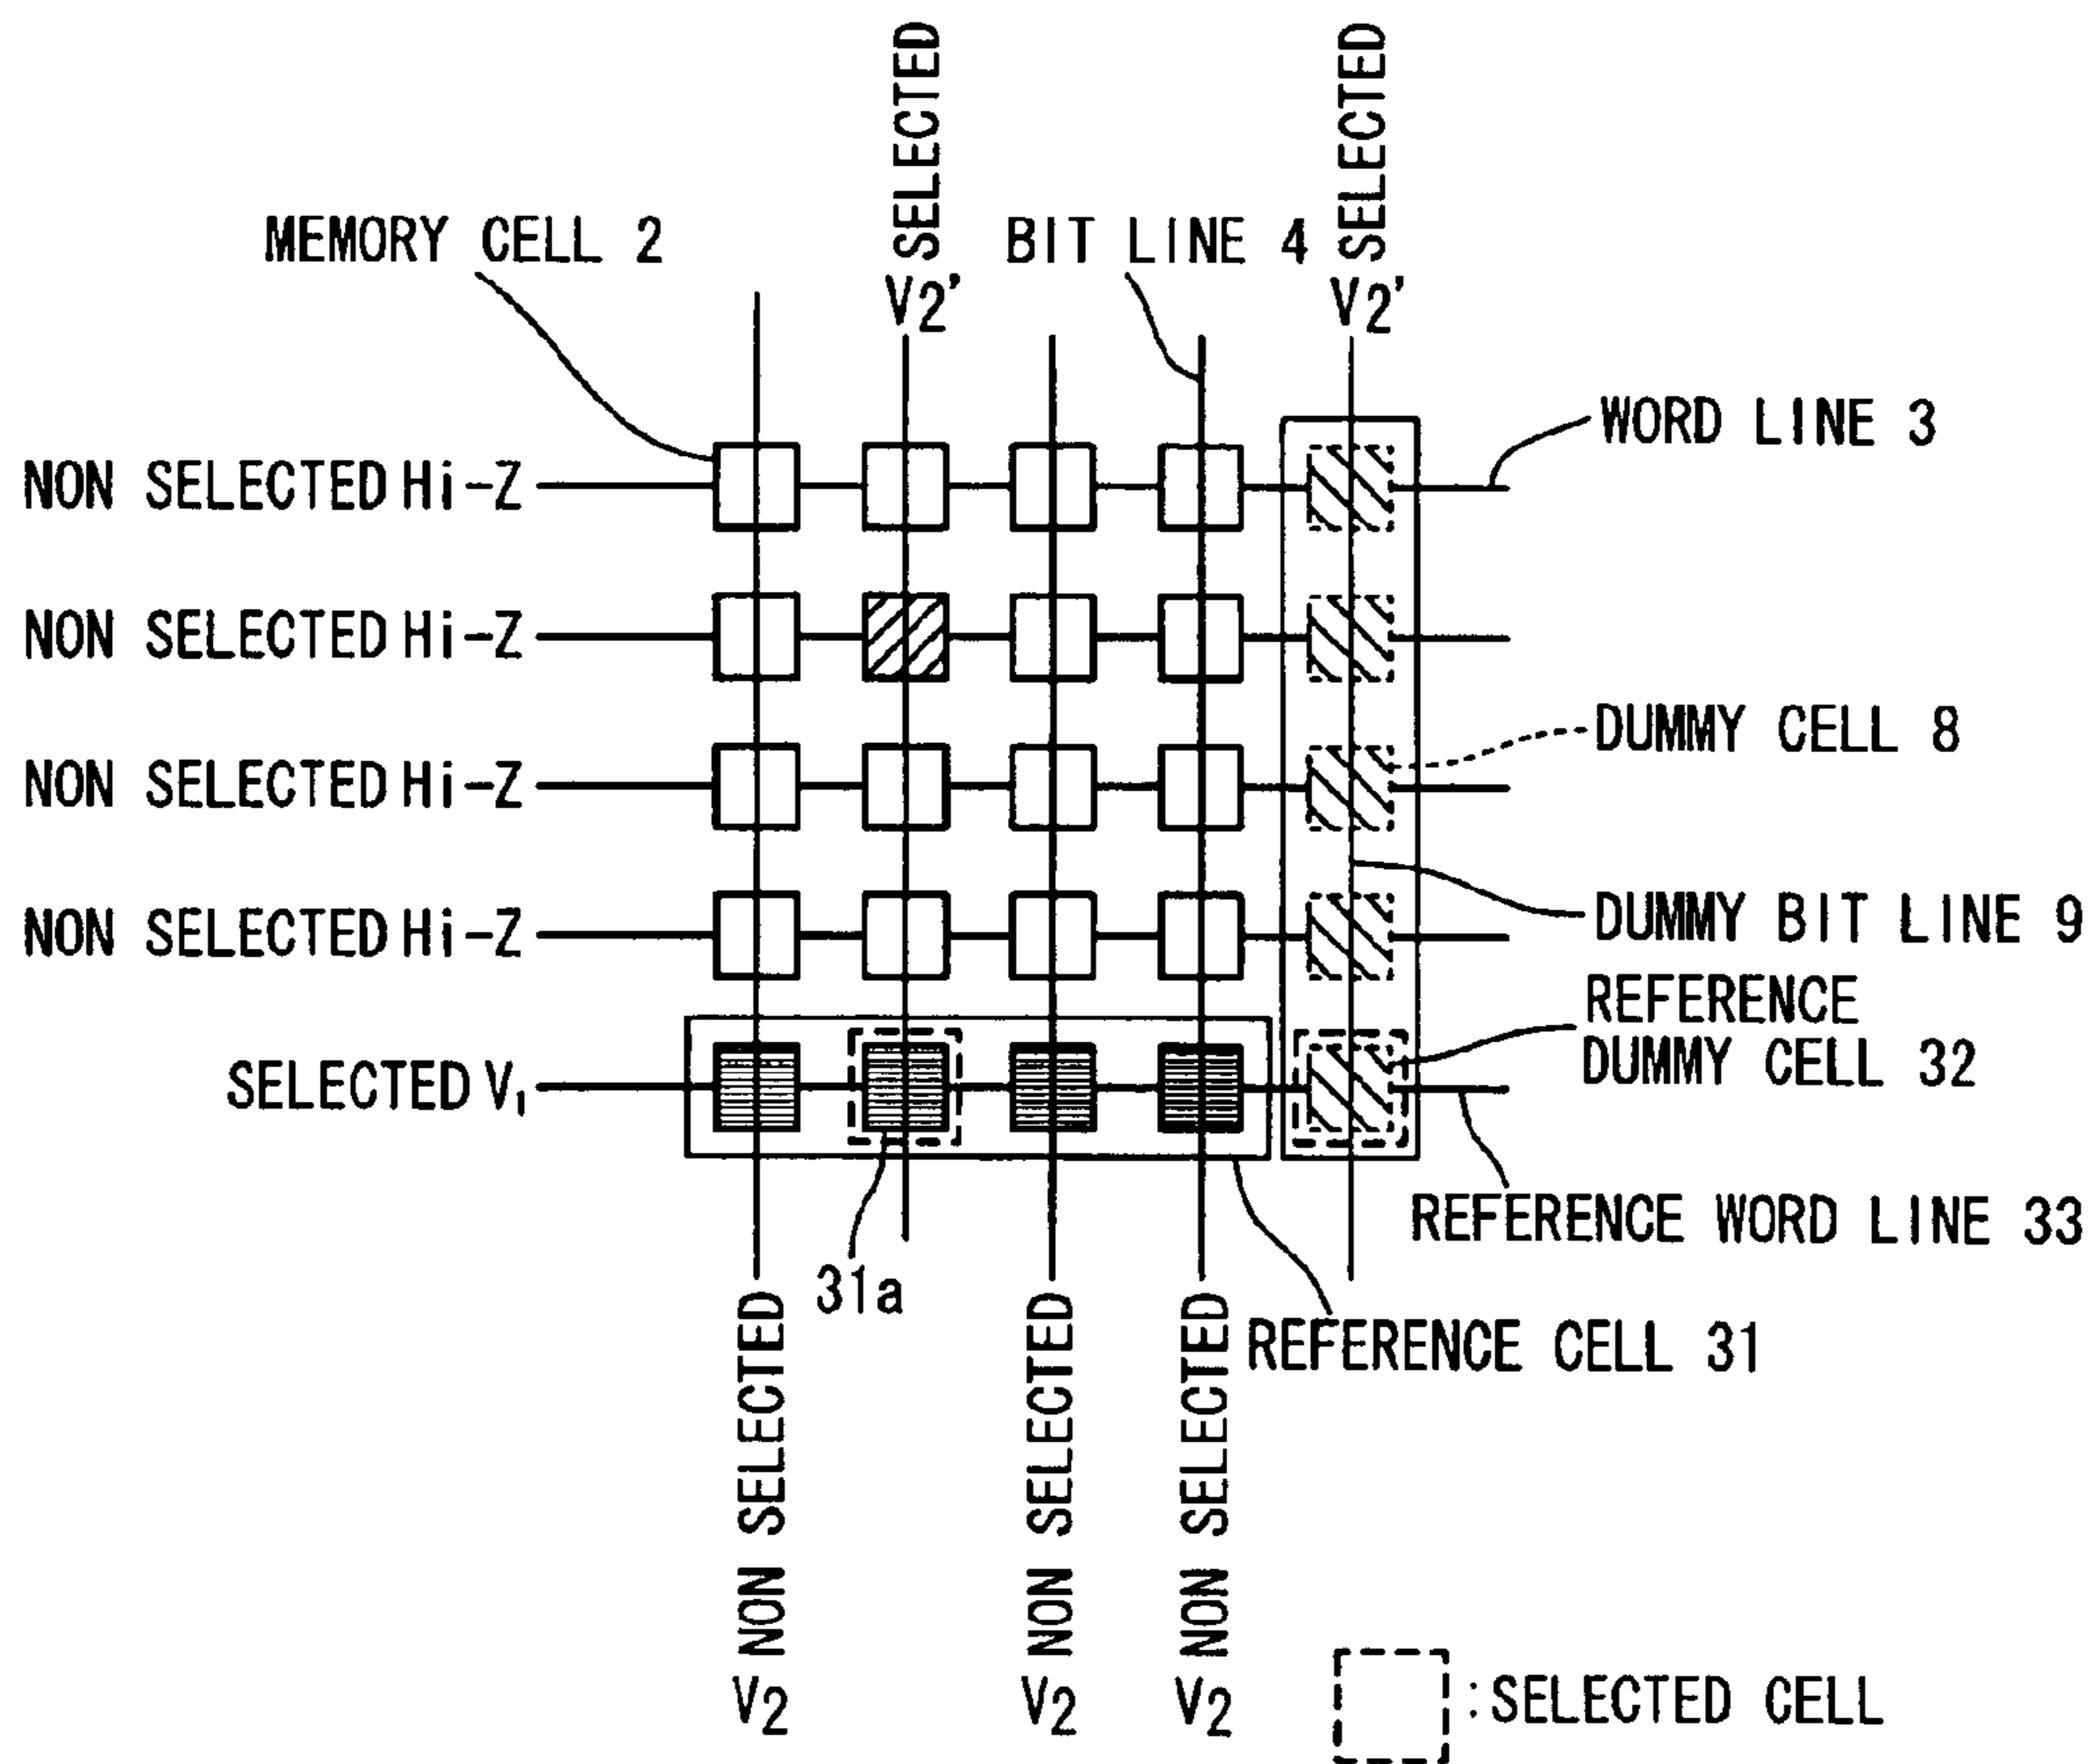 SELECTED
V2'
SELECTED
V2'
MEMORY CELL 2
BIT LINE 4
WORD LINE 3
NON SELECTED Hi-Z
NON SELECTED Hi-Z
DUMMY CELL 8
NON SELECTED Hi-Z
DUMMY BIT LINE 9
NON SELECTED Hi-Z
REFERENCE
DUMMY CELL 32
SELECTED V1
REFERENCE WORD LINE 33
31a
REFERENCE CELL 31
V2 NON SELECTED
V2 NON SELECTED
V2 NON SELECTED
:SELECTED CELL